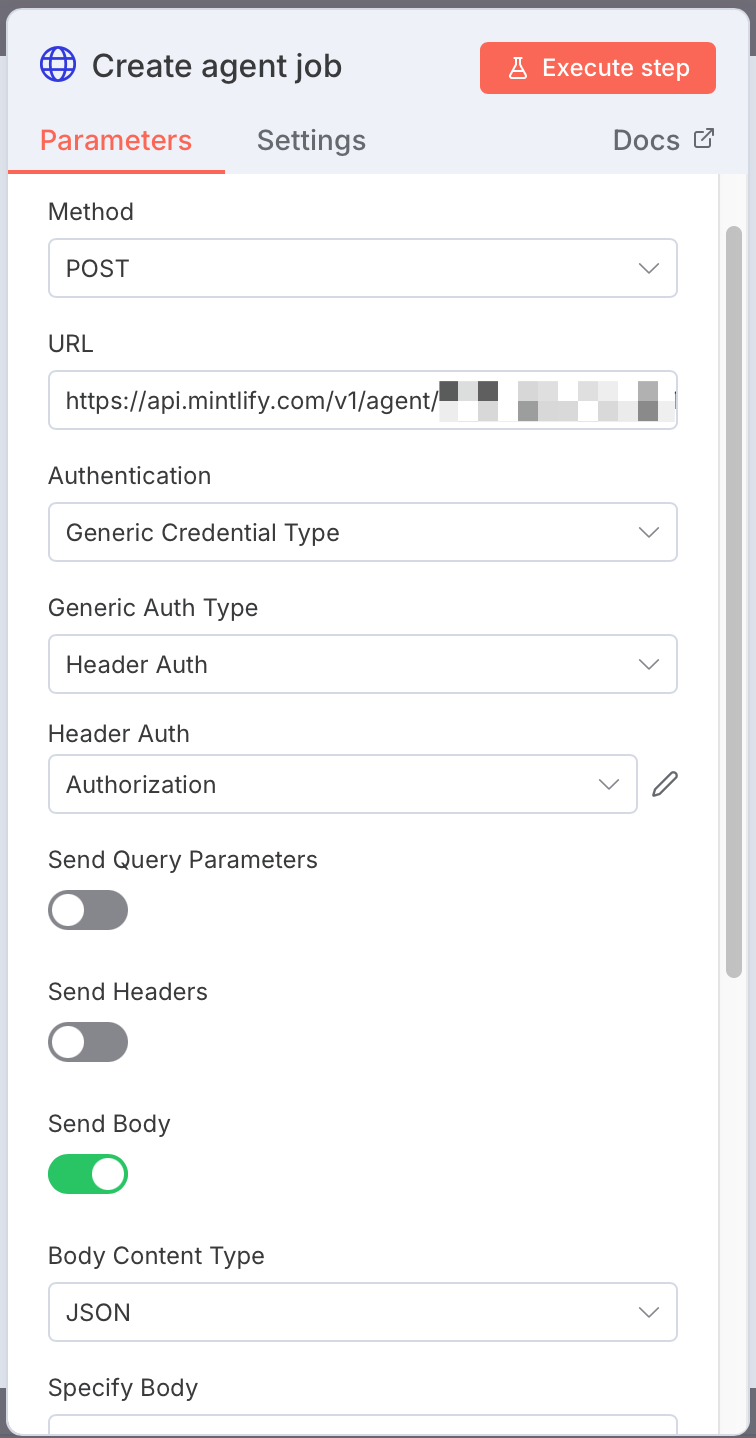 Create agent job
Execute step
Parameters
Settings
Docs
Method
POST
URL
https://api.mintlify.com/v1/agent/
Authentication
Generic Credential Type
Generic Auth Type
Header Auth
Header Auth
Authorization
Send Query Parameters
Send Headers
Send Body
Body Content Type
JSON
Specify Body